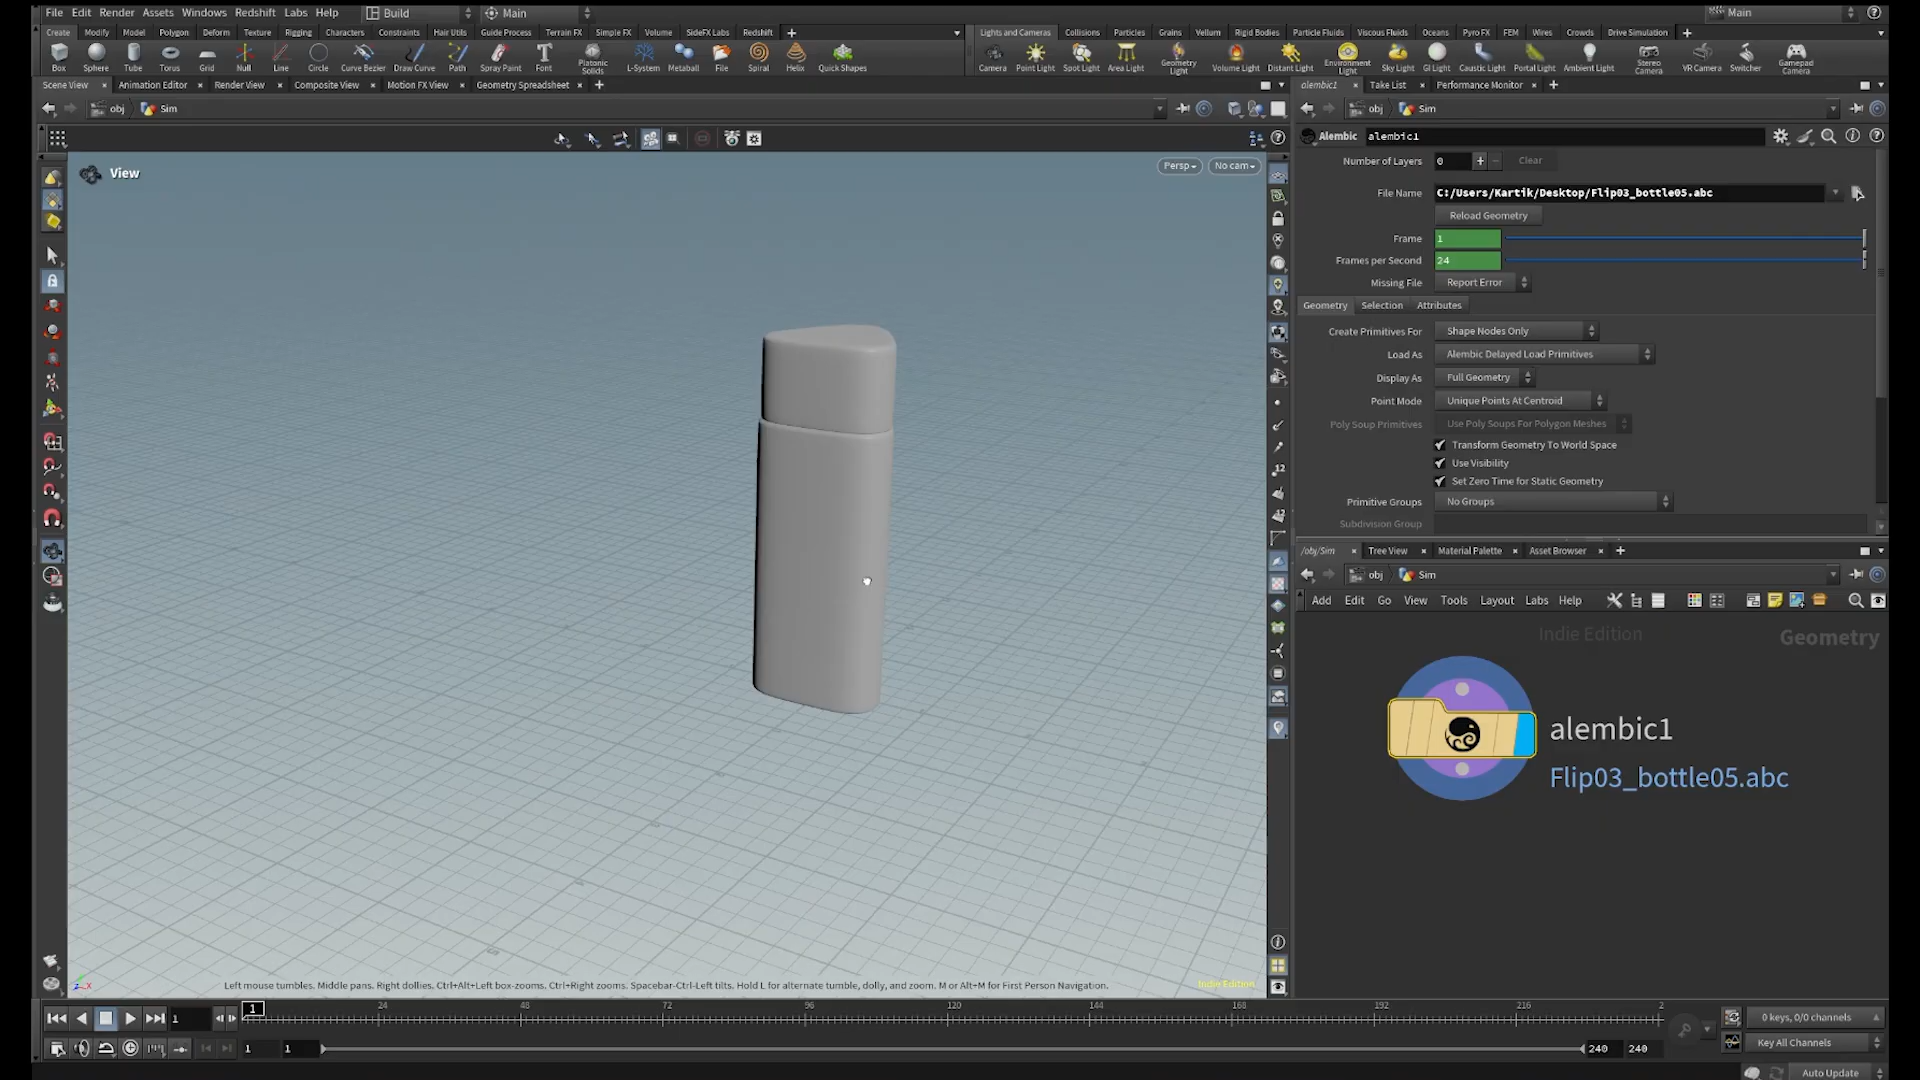 File Edit Render Assets Windows Redshift Labs Help Build Main Main
Create Modify Model Polygon Deform Texture Rigging Characters Constraints Hair Utils Guide Process Terrain FX Simple FX Volume SideFX Labs Redshift
Lights and Cameras Collisions Particles Grains Vellum Rigid Bodies Particle Fluids Viscous Fluids Oceans Pyro FX FEM Wires Crowds Drive Simulation
Box Sphere Tube Torus Grid Null Line Circle Curve Bezier Draw Curve Path Spray Paint Font Platonic Solids L-System Metaball File Spiral Helix Quick Shapes
Camera Point Light Spot Light Area Light Geometry Light Volume Light Distant Light Environment Light Sky Light GI Light Caustic Light Portal Light Ambient Light Stereo Camera VR Camera Switcher Gamepad Camera
Scene View Animation Editor Render View Composite View Motion FX View Geometry Spreadsheet
alembic1 Take List Performance Monitor
obj Sim
obj Sim
View
Persp No cam
Alembic alembic1
Number of Layers 0 + - Clear
File Name C:/Users/Kartik/Desktop/Flip03_bottle05.abc
Reload Geometry
Frame 1
Frames per Second 24
Missing File Report Error
Geometry Selection Attributes
Create Primitives For Shape Nodes Only
Load As Alembic Delayed Load Primitives
Display As Full Geometry
Point Mode Unique Points At Centroid
Poly Soup Primitives Use Poly Soups For Polygon Meshes
Transform Geometry To World Space
Use Visibility
Set Zero Time for Static Geometry
Primitive Groups No Groups
Subdivision Group
/obj/Sim Tree View Material Palette Asset Browser
obj Sim
Add Edit Go View Tools Layout Labs Help
Indie Edition Geometry
alembic1
Flip03_bottle05.abc
Left mouse tumbles. Middle pans. Right dollies. Ctrl+Alt+Left box-zooms. Ctrl+Right zooms. Spacebar-Ctrl-Left tilts. Hold L for alternate tumble, dolly, and zoom. M or Alt+M for First Person Navigation.
Indie Edition
1 1 24 48 72 96 120 144 168 192 216 2
0 keys, 0/0 channels
1 1 240 240
Key All Channels
Auto Update